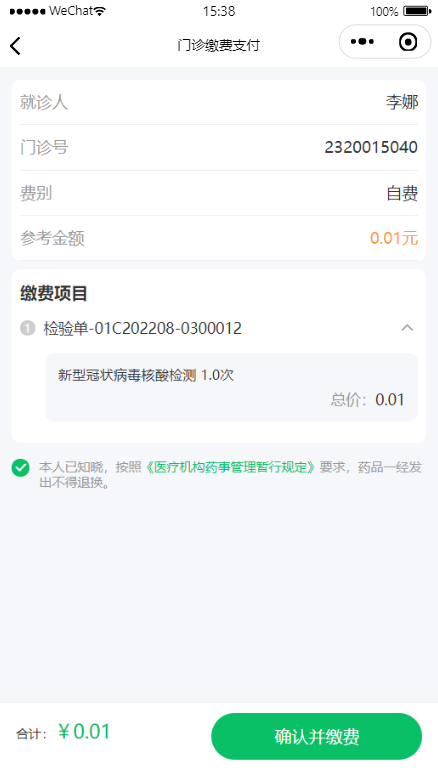 WeChat 15:38 100%
门诊缴费支付
就诊人 李娜
门诊号 2320015040
费别 自费
参考金额 0.01元
缴费项目
1 检验单-01C202208-0300012
新型冠状病毒核酸检测 1.0次
总价：0.01
本人已知晓，按照《医疗机构药事管理暂行规定》要求，药品一经发
出不得退换。
合计：￥0.01 确认并缴费